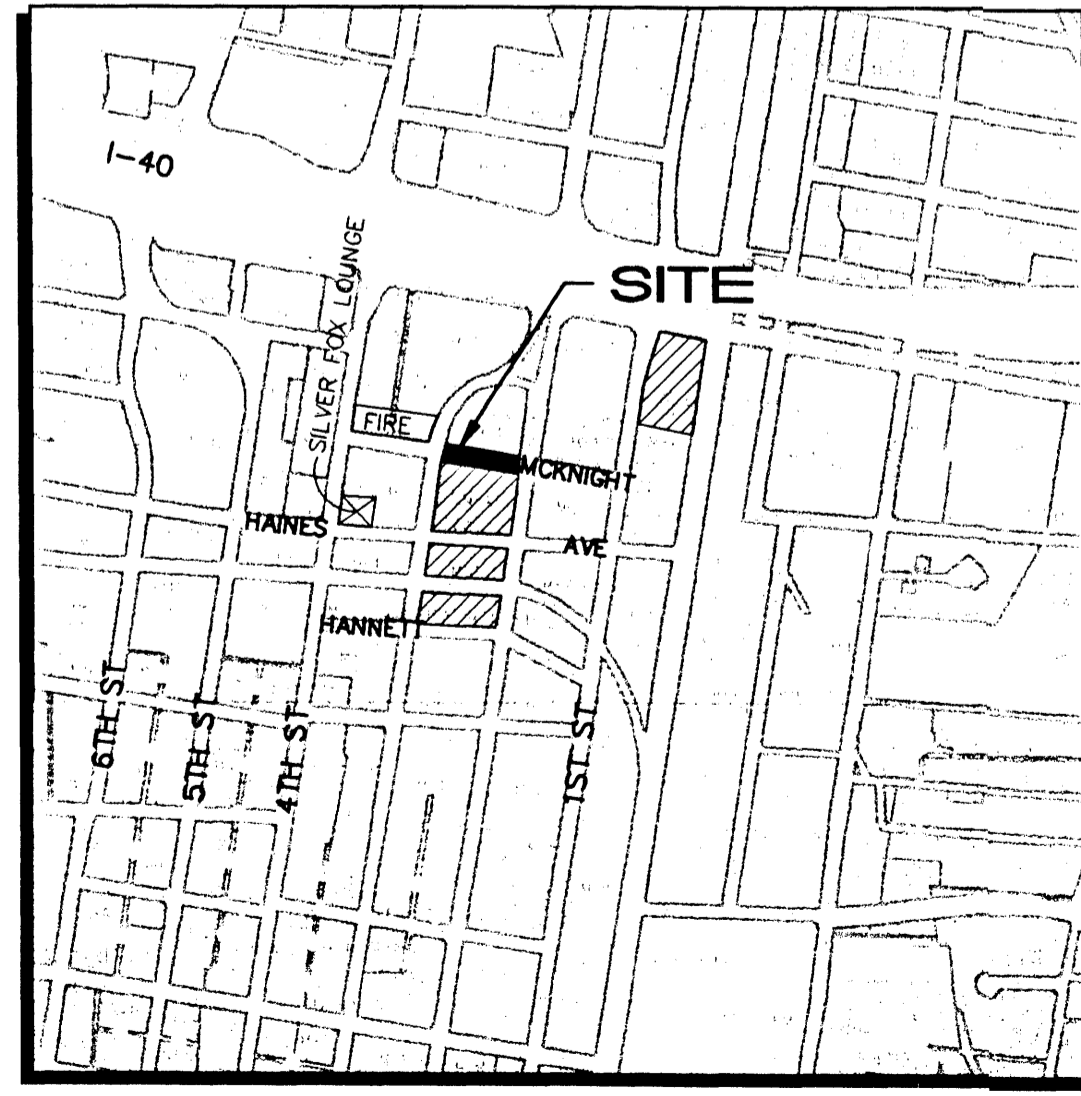 I-40
SILVER FOX LOUNGE
SITE
FIRE
MCKNIGHT
HAINES
AVE
HANNETT
6TH ST
5TH ST
4TH ST
1ST ST